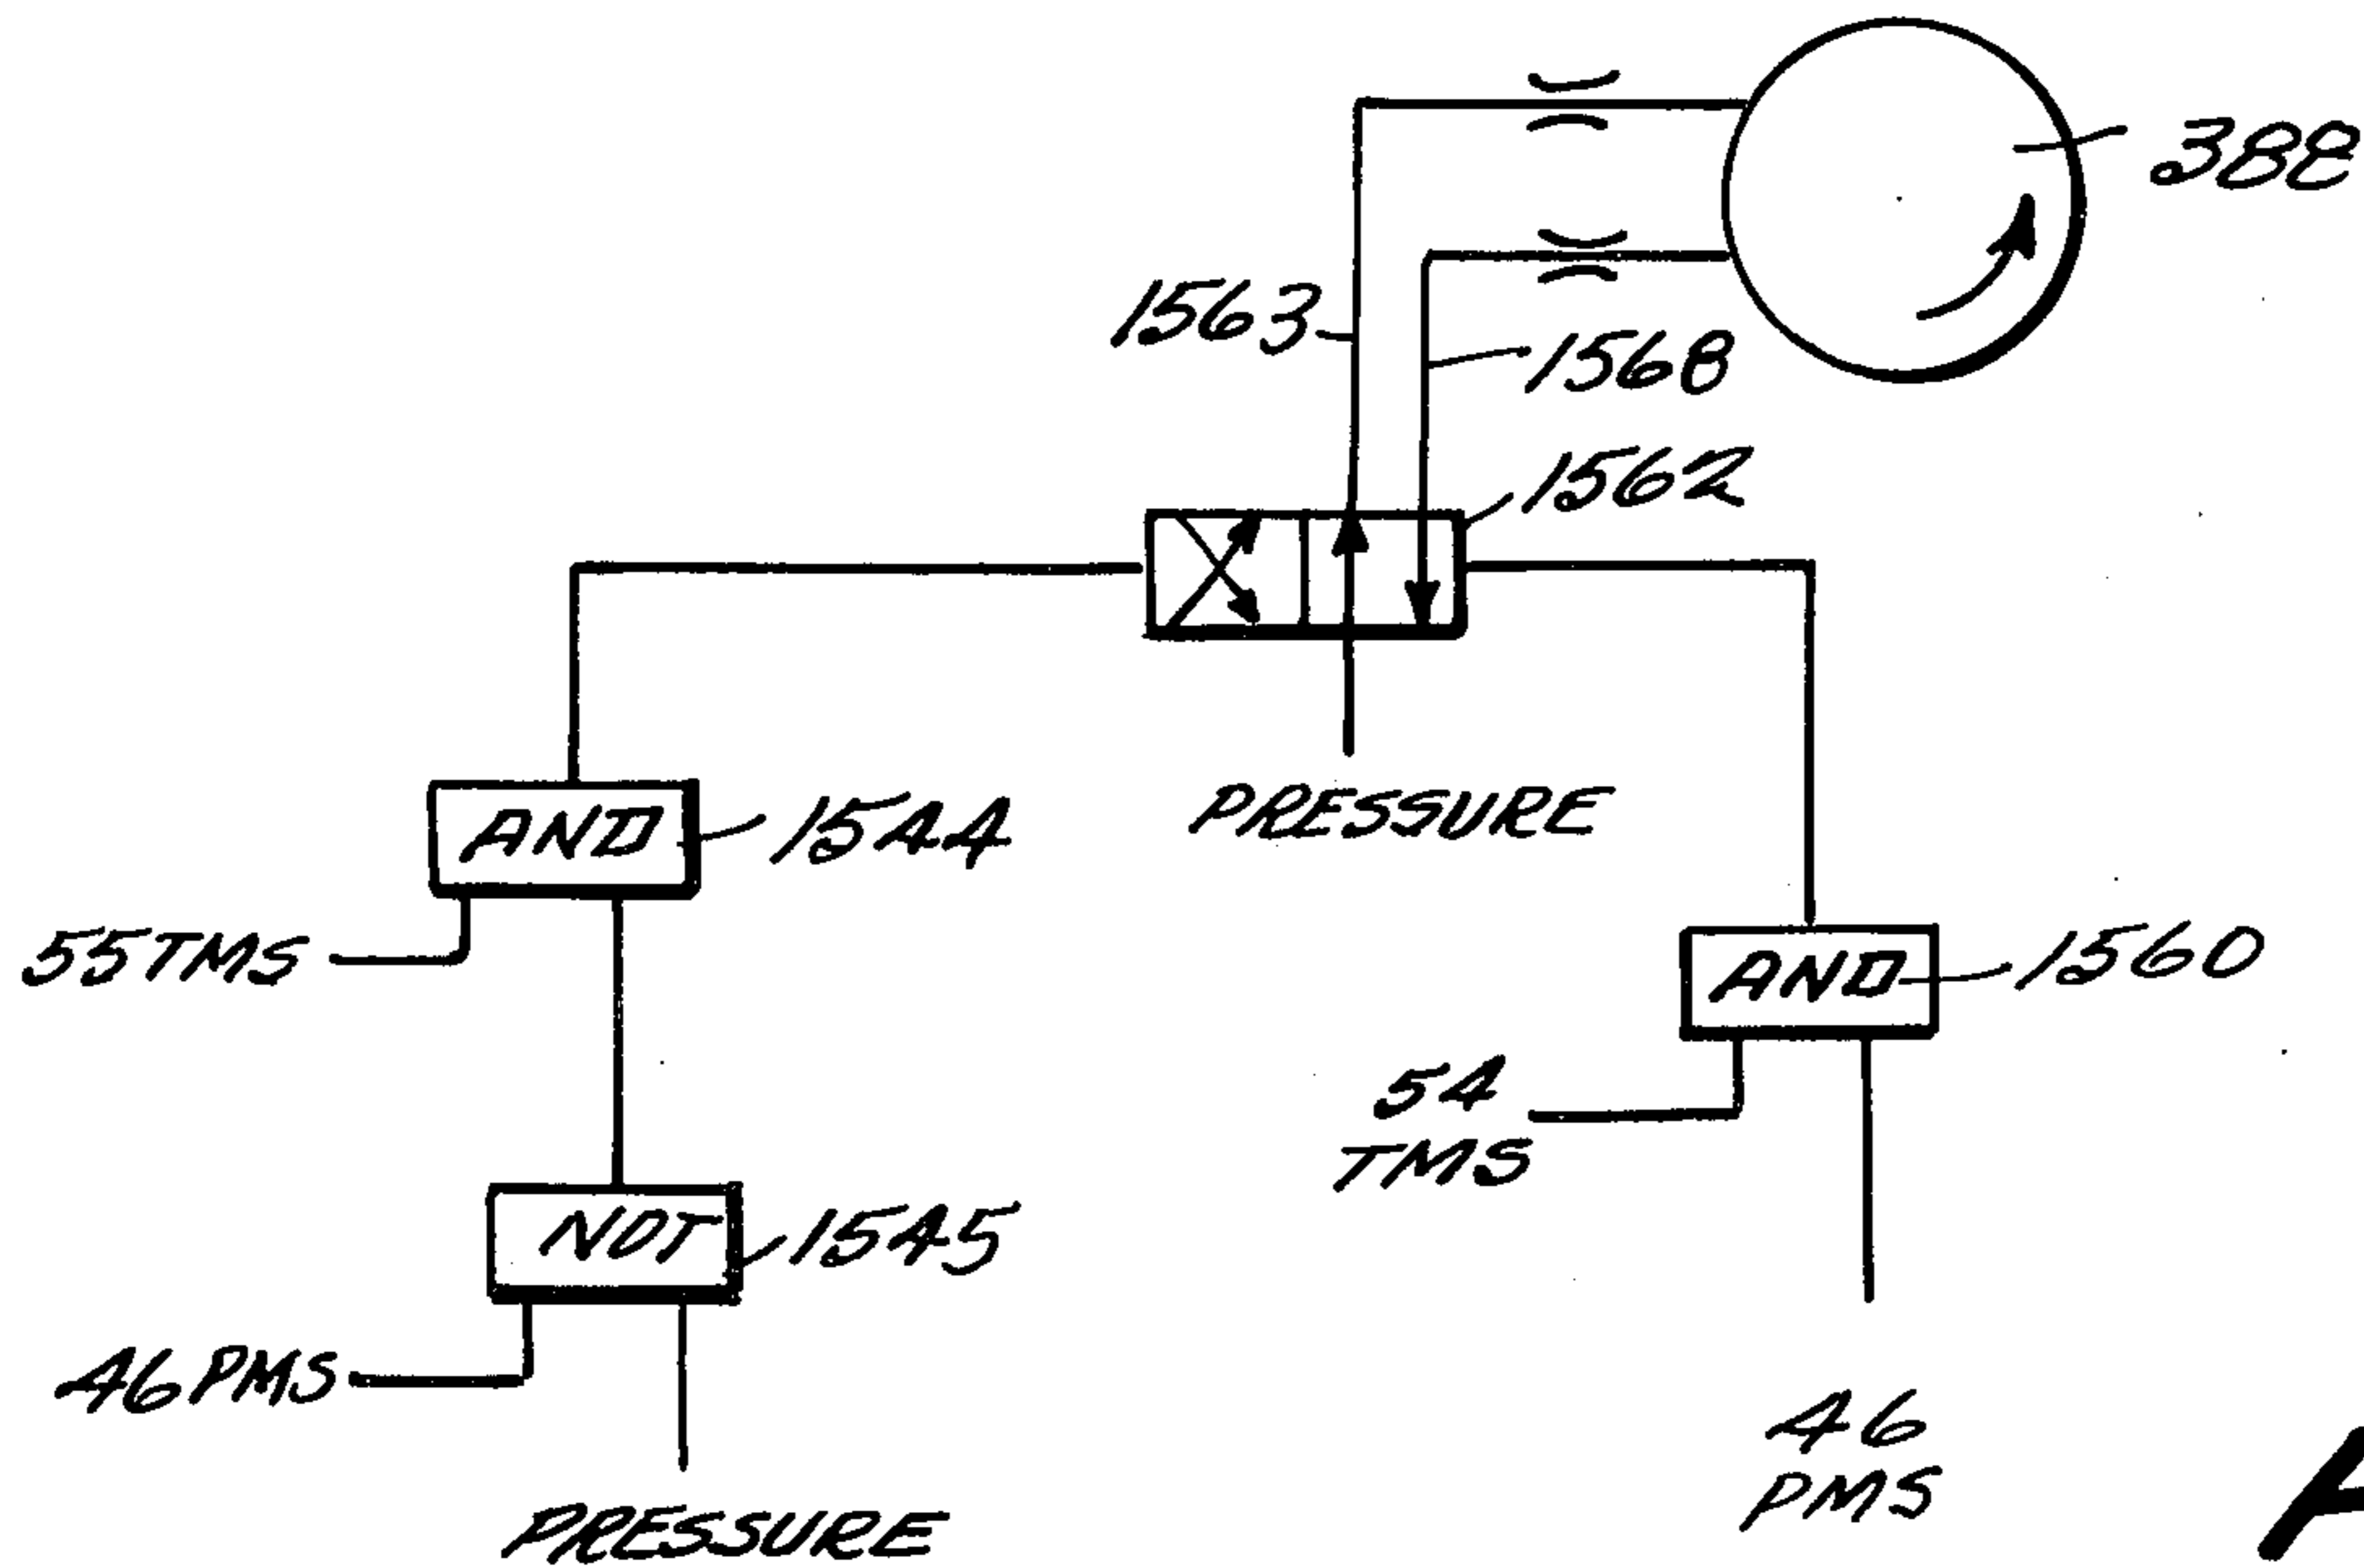 388
1563
1568
1562
PRESSURE
AND
1544
55TMS
AND
1560
54
TMS
NOT
1545
46PMS
46
PMS
PRESSURE